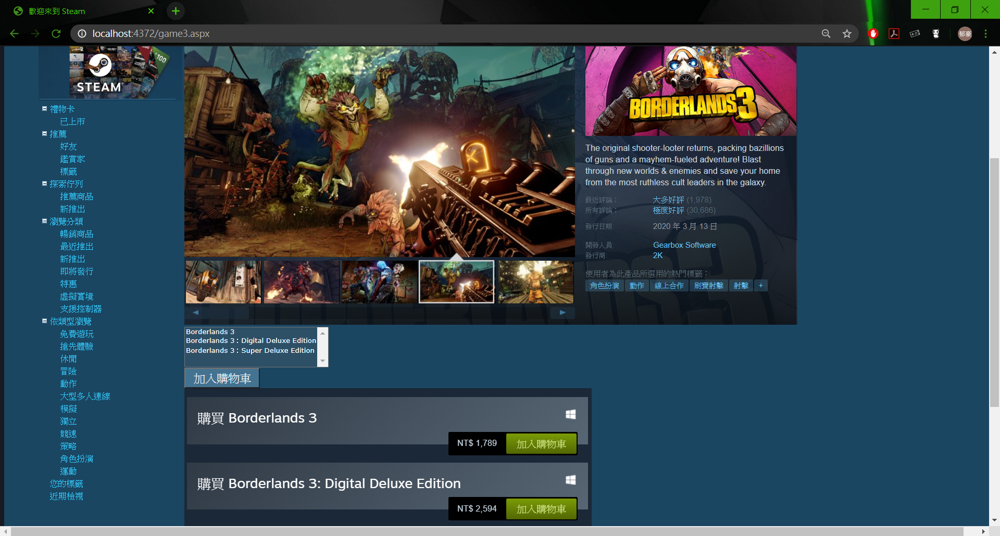 歡迎來到 Steam
localhost:4372/game3.aspx
郁豪
$100
STEAM
禮物卡
已上市
推薦
好友
鑑賞家
標籤
探索佇列
推薦商品
新推出
瀏覽分類
暢銷商品
最近推出
新推出
即將發行
特惠
虛擬實境
支援控制器
依類型瀏覽
免費遊玩
搶先體驗
休閒
冒險
動作
大型多人連線
模擬
獨立
競速
策略
角色扮演
運動
您的標籤
近期檢視
BORDERLANDS 3
The original shooter-looter returns, packing bazillions
of guns and a mayhem-fueled adventure! Blast
through new worlds & enemies and save your home
from the most ruthless cult leaders in the galaxy.
最近評論： 大多好評 (1,978)
所有評論： 極度好評 (30,686)
發行日期: 2020 年 3 月 13 日
開發人員: Gearbox Software
發行商: 2K
使用者為此產品所選用的熱門標籤：
角色扮演 動作 線上合作 刷寶射擊 射擊 +
Borderlands 3
Borderlands 3：Digital Deluxe Edition
Borderlands 3：Super Deluxe Edition
加入購物車
購買 Borderlands 3
NT$ 1,789 加入購物車
購買 Borderlands 3: Digital Deluxe Edition
NT$ 2,594 加入購物車